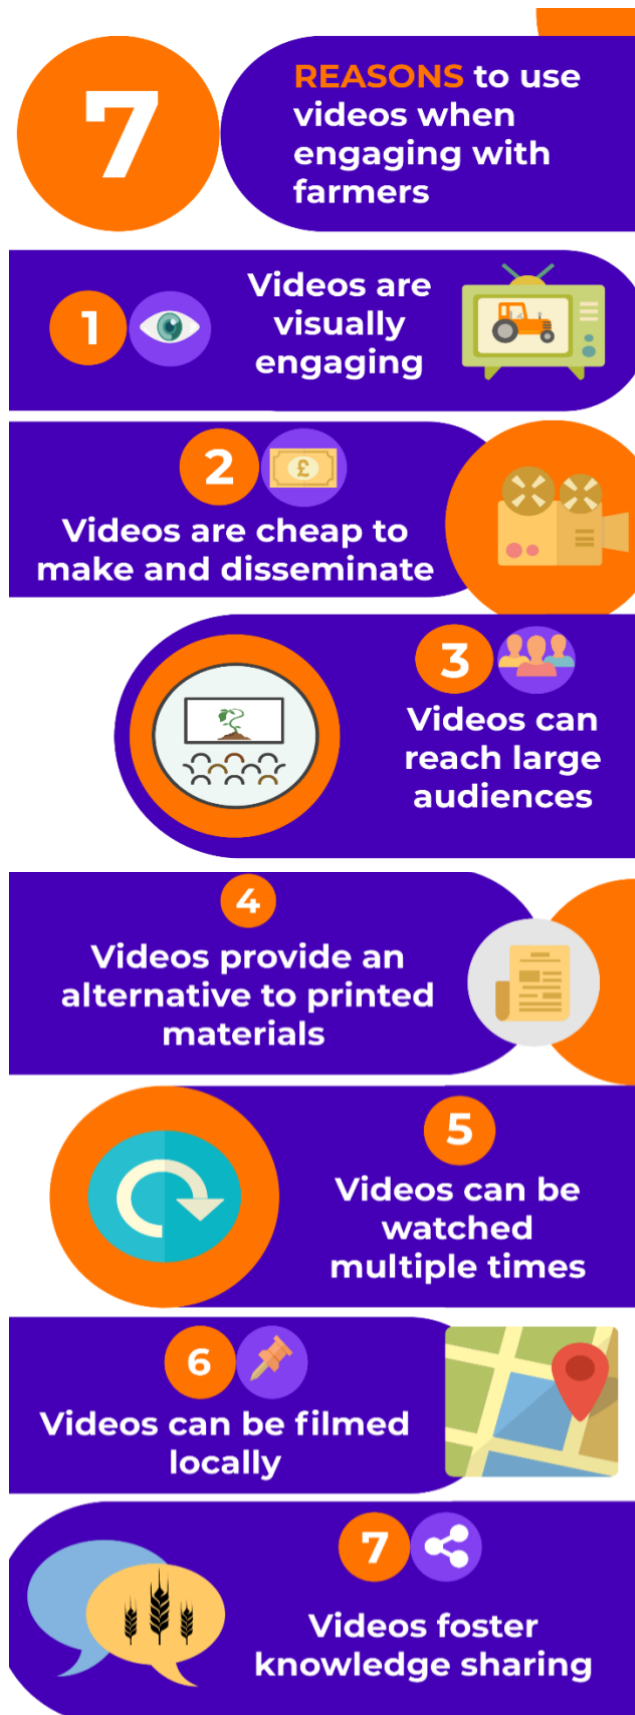 7
REASONS to use
videos when
engaging with
farmers
1
Videos are
visually
engaging
2
£
Videos are cheap to
make and disseminate
3
Videos can
reach large
audiences
4
Videos provide an
alternative to printed
materials
5
Videos can be
watched
multiple times
6
Videos can be filmed
locally
7
Videos foster
knowledge sharing